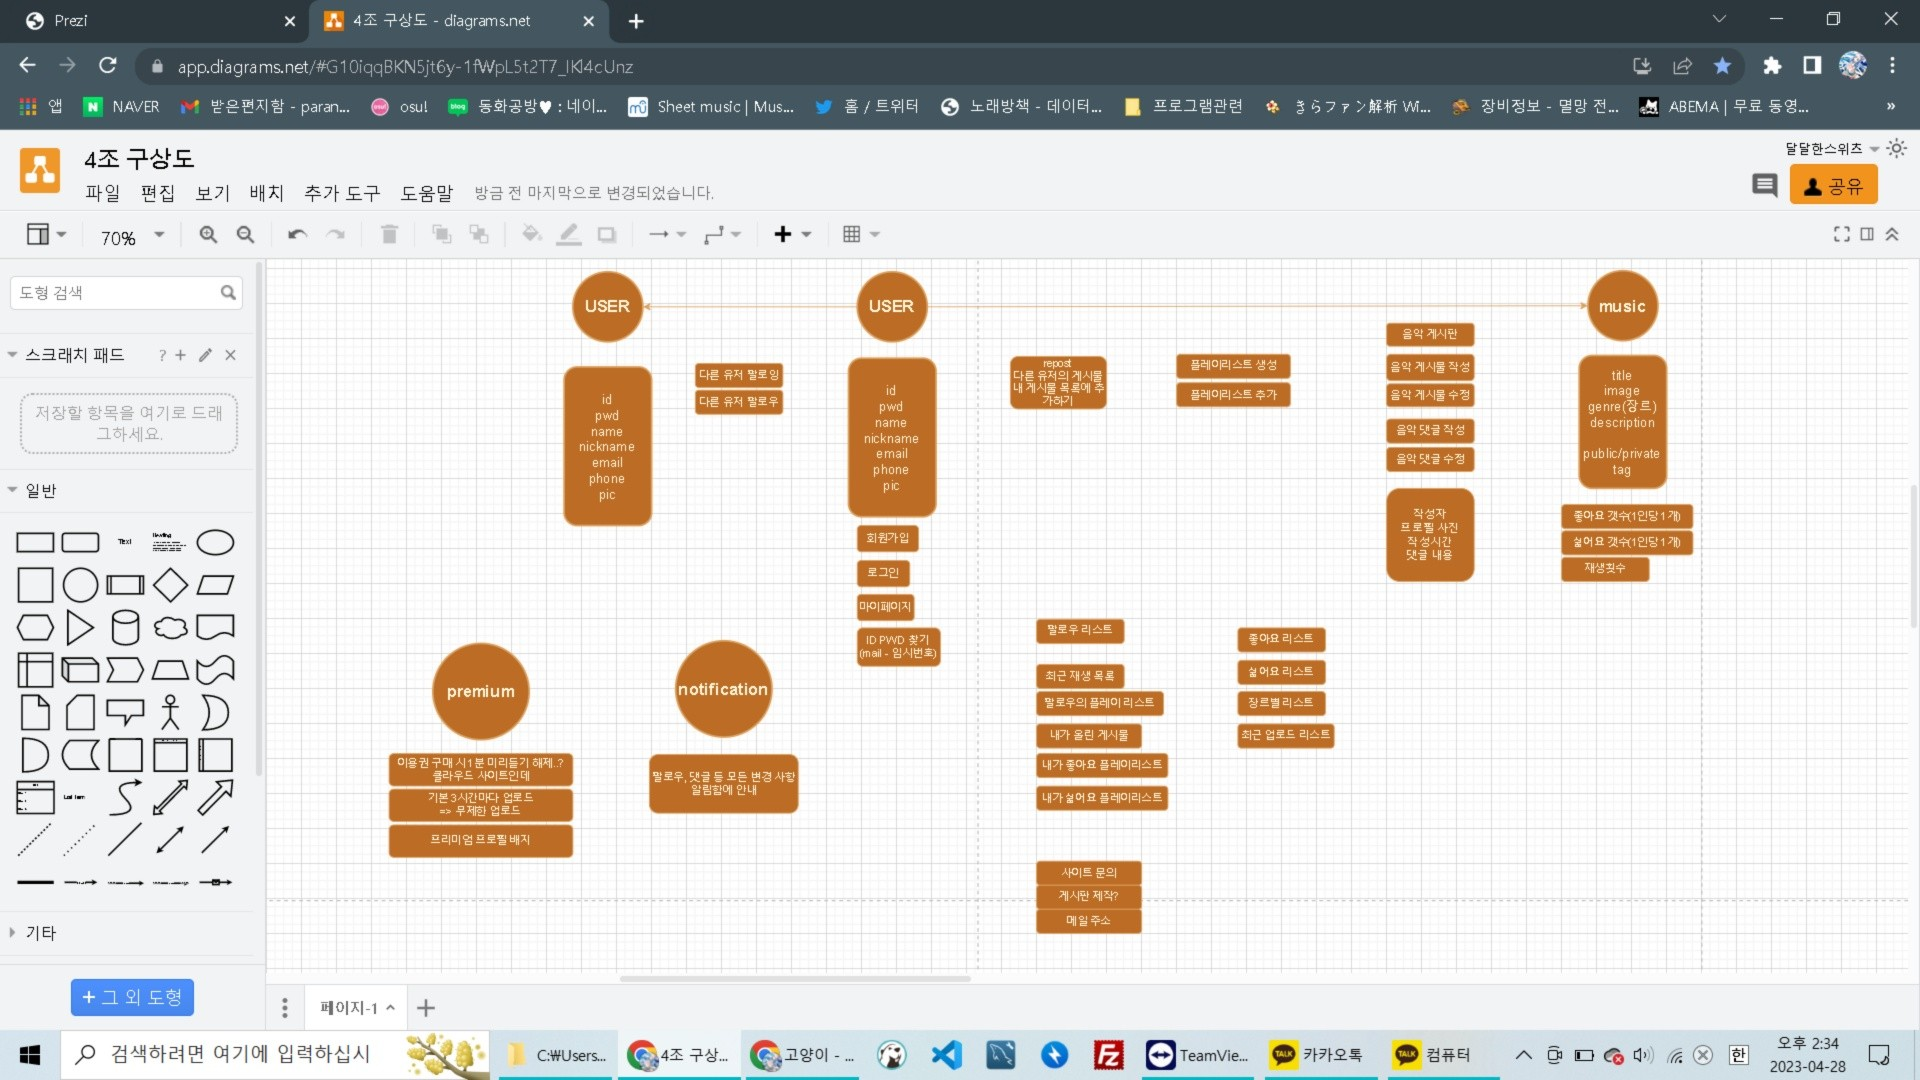 Prezi
4조 구상도 - diagrams.net
app.diagrams.net/#G10iqqBKN5jt6y-1fWpL5t2T7_IKl4cUnz
앱
NAVER
받은편지함 - paran...
osu!
동화공방♥ : 네이...
Sheet music | Mus...
홈 / 트위터
노래방책 - 데이터...
프로그램관련
きらファン解析 Wi...
장비정보 - 멸망 전...
ABEMA | 무료 동영...
»
4조 구상도
달달한스위츠
파일 편집 보기 배치 추가 도구 도움말 방금 전 마지막으로 변경되었습니다.
공유
70%
도형 검색
스크래치 패드
?
저장할 항목을 여기로 드래
그하세요.
일반
Text
Heading
List Item
기타
+ 그 외 도형
USER
USER
music
id
pwd
name
nickname
email
phone
pic
다른 유저 팔로잉
다른 유저 팔로우
id
pwd
name
nickname
email
phone
pic
회원가입
로그인
마이페이지
ID PWD 찾기
(mail - 임시번호)
repost
다른 유저의 게시물
내 게시물 목록에 추
가하기
플레이리스트 생성
플레이리스트 추가
음악 게시판
음악 게시물 작성
음악 게시물 수정
음악 댓글 작성
음악 댓글 수정
작성자
프로필 사진
작성시간
댓글 내용
title
image
genre(장르)
description
public/private
tag
좋아요 갯수(1인당 1개)
싫어요 갯수(1인당 1개)
재생횟수
premium
이용권 구매 시 1분 미리듣기 해제..?
클라우드 사이트인데
기본 3시간마다 업로드
=> 무제한 업로드
프리미엄 프로필 배지
notification
팔로우, 댓글 등 모든 변경 사항
알림함에 안내
팔로우 리스트
최근 재생 목록
팔로우의 플레이 리스트
내가 올린 게시물
내가 좋아요 플레이리스트
내가 싫어요 플레이리스트
좋아요 리스트
싫어요 리스트
장르별 리스트
최근 업로드 리스트
사이트 문의
게시판 제작?
메일 주소
페이지-1
검색하려면 여기에 입력하십시
C:₩Users...
4조 구상...
고양이 - ...
TeamVie...
카카오톡
컴퓨터
한
오후 2:34
2023-04-28